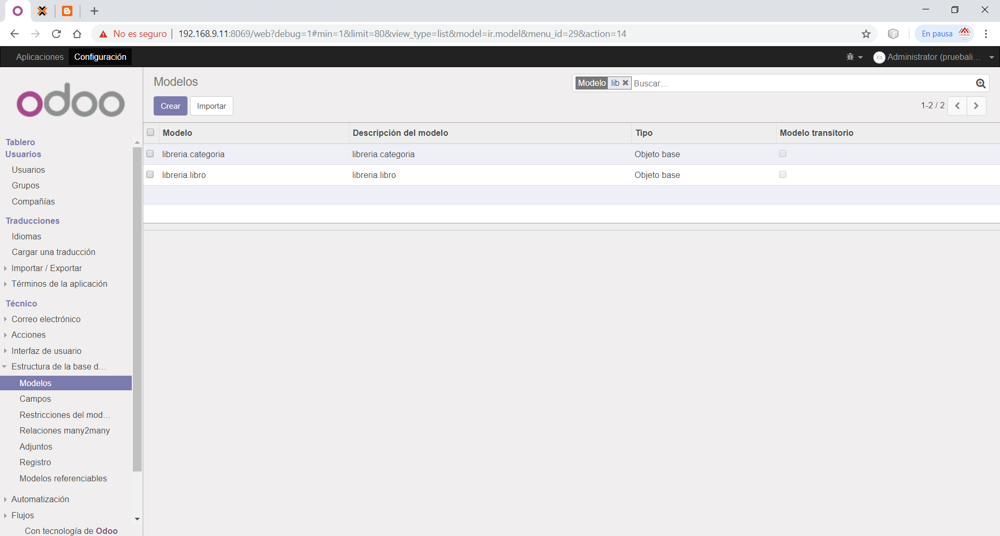 No es seguro | 192.168.9.11:8069/web?debug=1#min=1&limit=80&view_type=list&model=ir.model&menu_id=29&action=14
En pausa
Aplicaciones Configuración
Administrator (pruebali...
odoo
Modelos
Modelo lib Buscar...
Crear Importar
1-2 / 2
Modelo Descripción del modelo Tipo Modelo transitorio
libreria.categoria libreria.categoria Objeto base
libreria.libro libreria.libro Objeto base
Tablero
Usuarios
Usuarios
Grupos
Compañías
Traducciones
Idiomas
Cargar una traducción
Importar / Exportar
Términos de la aplicación
Técnico
Correo electrónico
Acciones
Interfaz de usuario
Estructura de la base d...
Modelos
Campos
Restricciones del mod...
Relaciones many2many
Adjuntos
Registro
Modelos referenciables
Automatización
Flujos
Con tecnología de Odoo